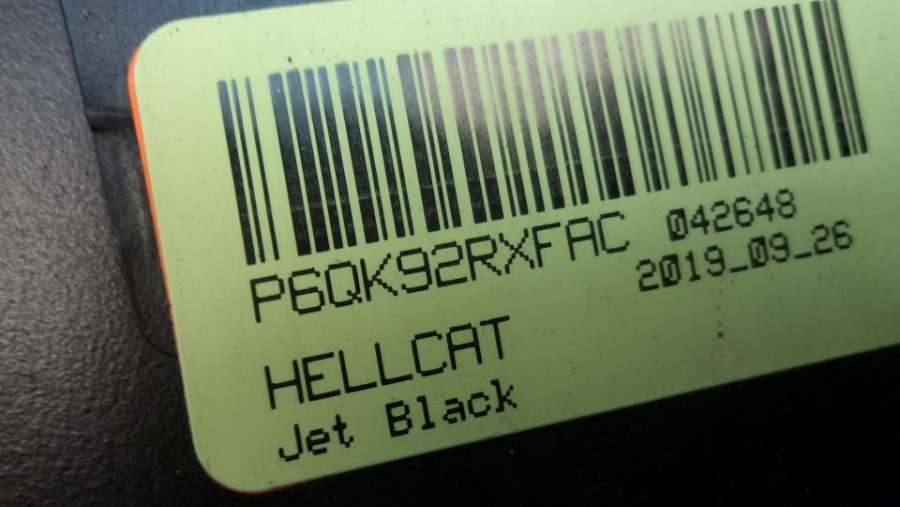 P6QK92RXFAC 042648
2019_09_26
HELLCAT
Jet Black